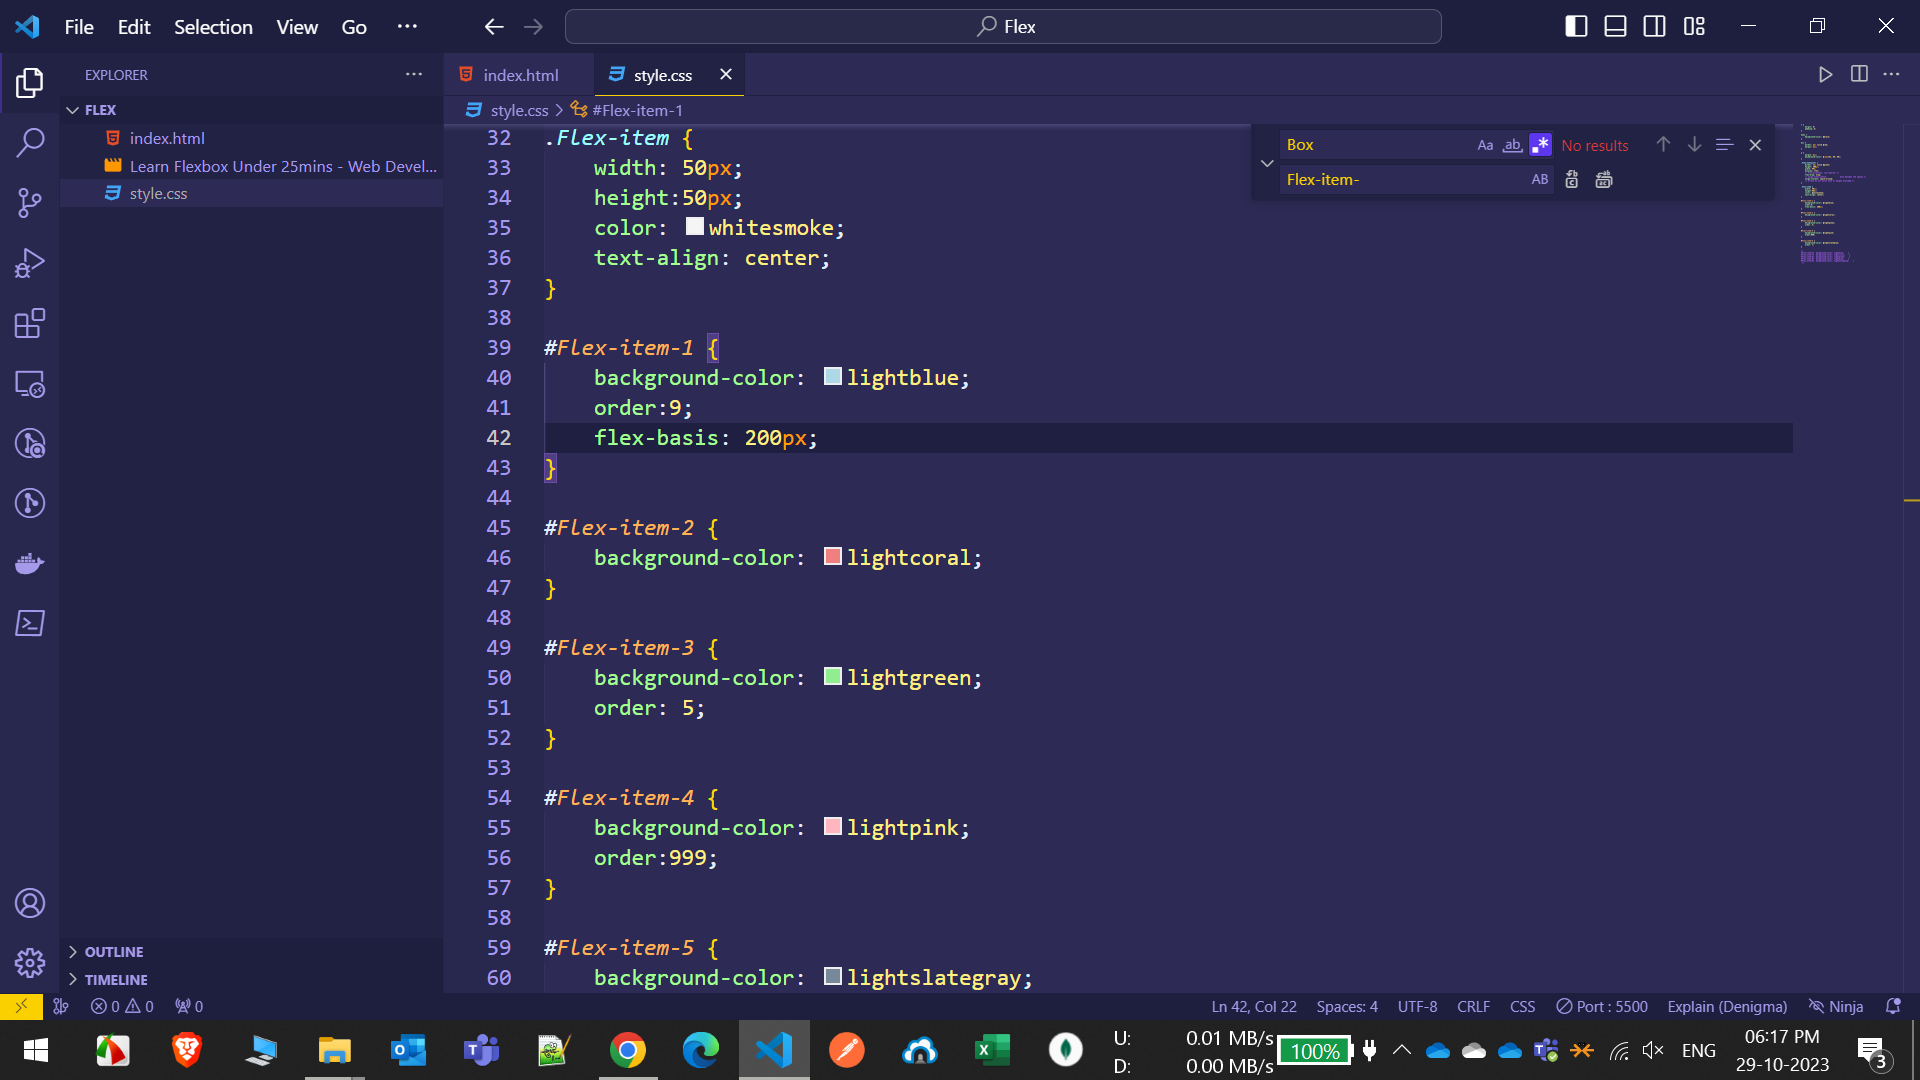 File Edit Selection View Go ···
Flex
EXPLORER
FLEX
index.html
Learn Flexbox Under 25mins - Web Devel...
style.css
OUTLINE
TIMELINE
index.html
style.css
style.css > #Flex-item-1
Box Aa ab .* No results
Flex-item- AB
32 .Flex-item {
33 width: 50px;
34 height:50px;
35 color: whitesmoke;
36 text-align: center;
37 }
38
39 #Flex-item-1 {
40 background-color: lightblue;
41 order:9;
42 flex-basis: 200px;
43 }
44
45 #Flex-item-2 {
46 background-color: lightcoral;
47 }
48
49 #Flex-item-3 {
50 background-color: lightgreen;
51 order: 5;
52 }
53
54 #Flex-item-4 {
55 background-color: lightpink;
56 order:999;
57 }
58
59 #Flex-item-5 {
60 background-color: lightslategray;
0 0 0 Ln 42, Col 22 Spaces: 4 UTF-8 CRLF CSS Port : 5500 Explain (Denigma) Ninja
U: 0.01 MB/s
D: 0.00 MB/s
100%
ENG
06:17 PM
29-10-2023
3